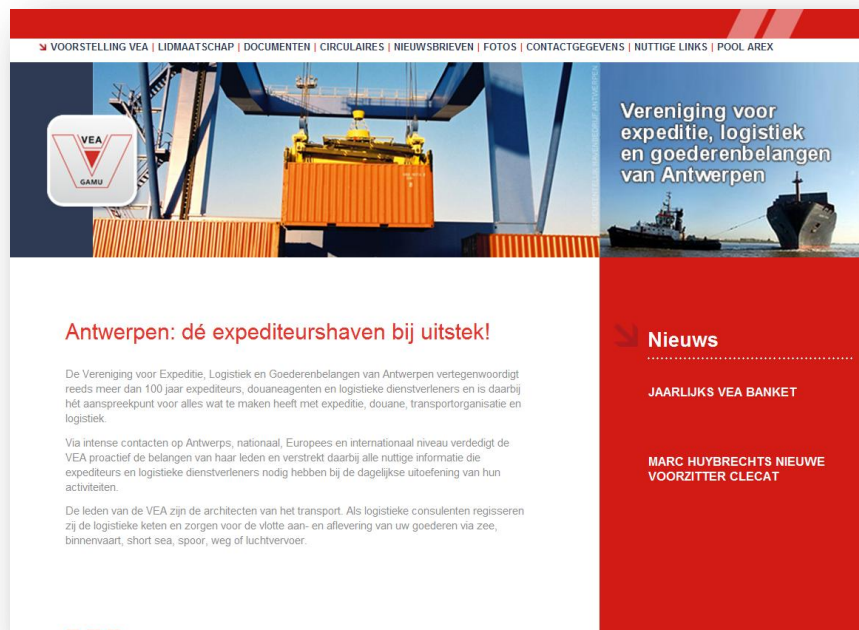 VOORSTELLING VEA | LIDMAATSCHAP | DOCUMENTEN | CIRCULAIRES | NIEUWSBRIEVEN | FOTOS | CONTACTGEGEVENS | NUTTIGE LINKS | POOL AREX
VEA
GAMU
Vereniging voor
expeditie, logistiek
en goederenbelangen
van Antwerpen
Antwerpen: dé expediteurshaven bij uitstek!
De Vereniging voor Expeditie, Logistiek en Goederenbelangen van Antwerpen vertegenwoordigt
reeds meer dan 100 jaar expediteurs, douaneagenten en logistieke dienstverleners en is daarbij
hét aanspreekpunt voor alles wat te maken heeft met expeditie, douane, transportorganisatie en
logistiek.
Via intense contacten op Antwerps, nationaal, Europees en internationaal niveau verdedigt de
VEA proactief de belangen van haar leden en verstrekt daarbij alle nuttige informatie die
expediteurs en logistieke dienstverleners nodig hebben bij de dagelijkse uitoefening van hun
activiteiten.
De leden van de VEA zijn de architecten van het transport. Als logistieke consulenten regisseren
zij de logistieke keten en zorgen voor de vlotte aan- en aflevering van uw goederen via zee,
binnenvaart, short sea, spoor, weg of luchtvervoer.
Nieuws
JAARLIJKS VEA BANKET
MARC HUYBRECHTS NIEUWE
VOORZITTER CLECAT